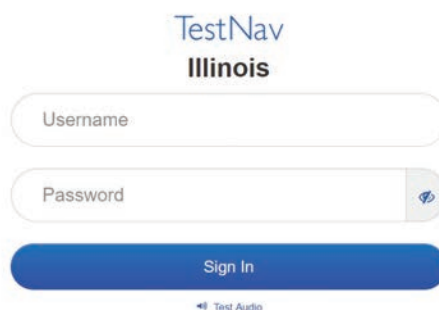 TestNav
Illinois
Username
Password
Sign In
Test Audio